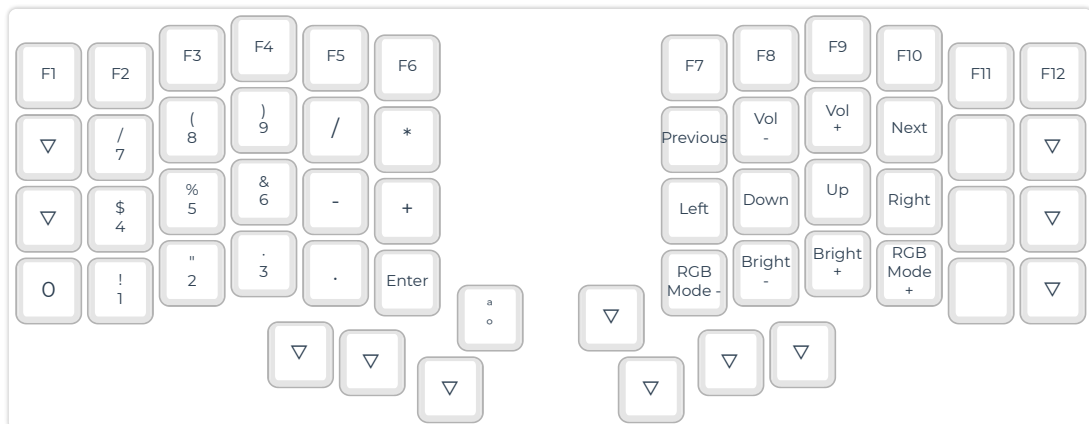 F1 F2 F3 F4 F5 F6 F7 F8 F9 F10 F11 F12
▽
/
7
(
8
)
9
/
*
Previous
Vol
-
Vol
+
Next
▽
▽
$
4
%
5
&
6
-
+
Left
Down
Up
Right
▽
0
!
1
"
2
·
3
.
Enter
RGB
Mode -
Bright
-
Bright
+
RGB
Mode
+
▽
a
o
▽
▽
▽
▽
▽
▽
▽